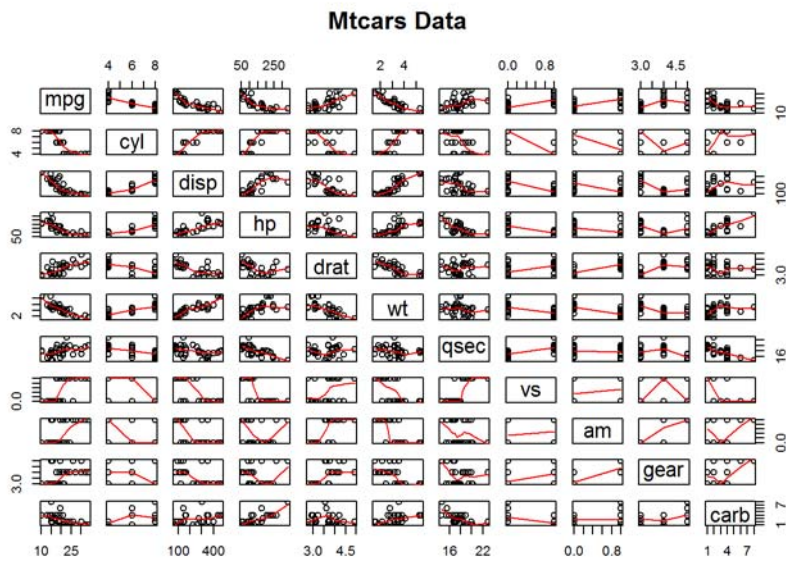 Mtcars Data
4 6 8
50 250
2 4
0.0 0.8
3.0 4.5
mpg
10
8
4
cyl
disp
100
50
hp
drat
3.0
2
wt
qsec
16
0.0
vs
am
0.0
3.0
gear
carb
1 7
10 25
100 400
3.0 4.5
16 22
0.0 0.8
1 4 7